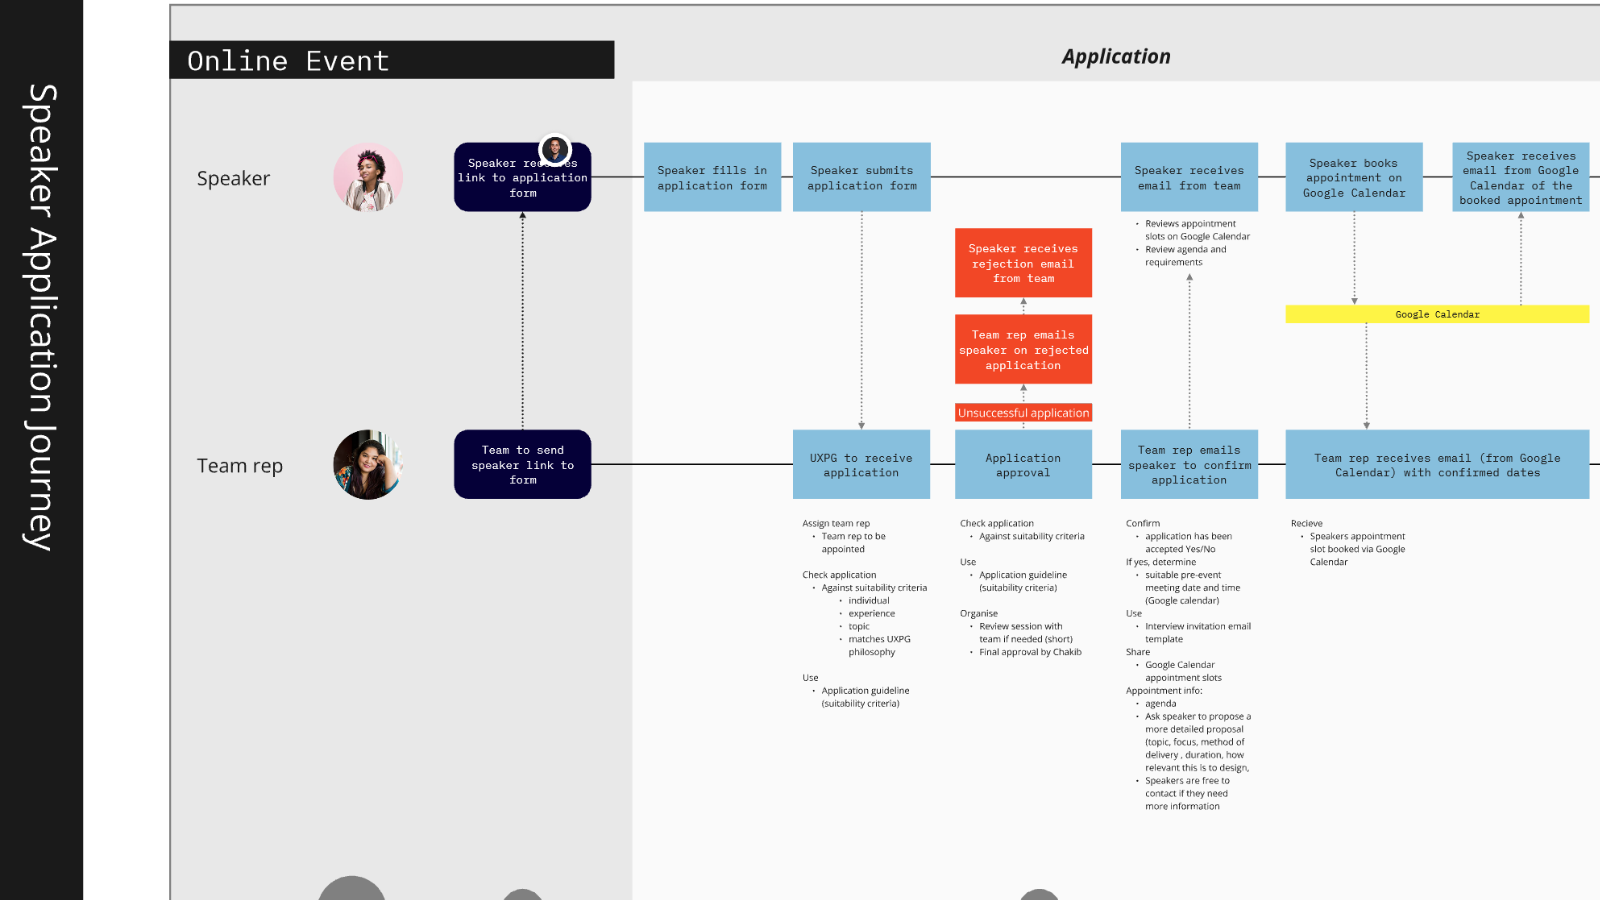 Speaker Application Journey
Online Event
Application
Speaker
Speaker receives
link to application
form
Speaker fills in
application form
Speaker submits
application form
Speaker receives
email from team
Speaker books
appointment on
Google Calendar
Speaker receives
email from Google
Calendar of the
booked appointment
• Reviews appointment
slots on Google Calendar
• Review agenda and
requirements
Speaker receives
rejection email
from team
Google Calendar
Team rep emails
speaker on rejected
application
Unsuccessful application
Team rep
Team to send
speaker link to
form
UXPG to receive
application
Application
approval
Team rep emails
speaker to confirm
application
Team rep receives email (from Google
Calendar) with confirmed dates
Assign team rep
• Team rep to be
appointed
Check application
• Against suitability criteria
• individual
• experience
• topic
• matches UXPG
philosophy
Use
• Application guideline
(suitability criteria)
Check application
• Against suitability criteria
Use
• Application guideline
(suitability criteria)
Organise
• Review session with
team if needed (short)
• Final approval by Chakib
Confirm
• application has been
accepted Yes/No
If yes, determine
• suitable pre-event
meeting date and time
(Google calendar)
Use
• Interview invitation email
template
Share
• Google Calendar
appointment slots
Appointment info:
• agenda
• Ask speaker to propose a
more detailed proposal
(topic, focus, method of
delivery , duration, how
relevant this is to design,
• Speakers are free to
contact if they need
more information
Recieve
• Speakers appointment
slot booked via Google
Calendar